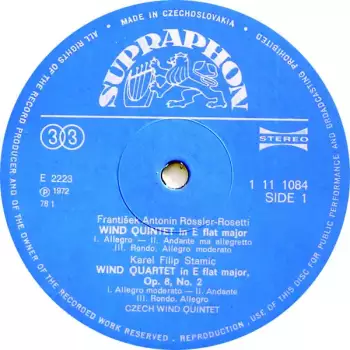 MADE IN CZECHOSLOVAKIA
ALL RIGHTS OF THE RECORD PRODUCER AND OF THE OWNER OF THE RECORDED WORK RESERVED - REPRODUCTION, USE OF THIS DISC FOR PUBLIC PERFORMANCE AND BROADCASTING PROHIBITED
SUPRAPHON
33
STEREO
E 2223
Ⓟ 1972
78 1
1 11 1084
SIDE 1
František Antonín Rössler-Rosetti
WIND QUINTET in E flat major
I. Allegro — II. Andante ma allegretto
III. Rondo. Allegro moderato
Karel Filip Stamic
WIND QUARTET in E flat major,
Op. 8, No. 2
I. Allegro moderato — II. Andante
III. Rondo. Allegro
CZECH WIND QUINTET